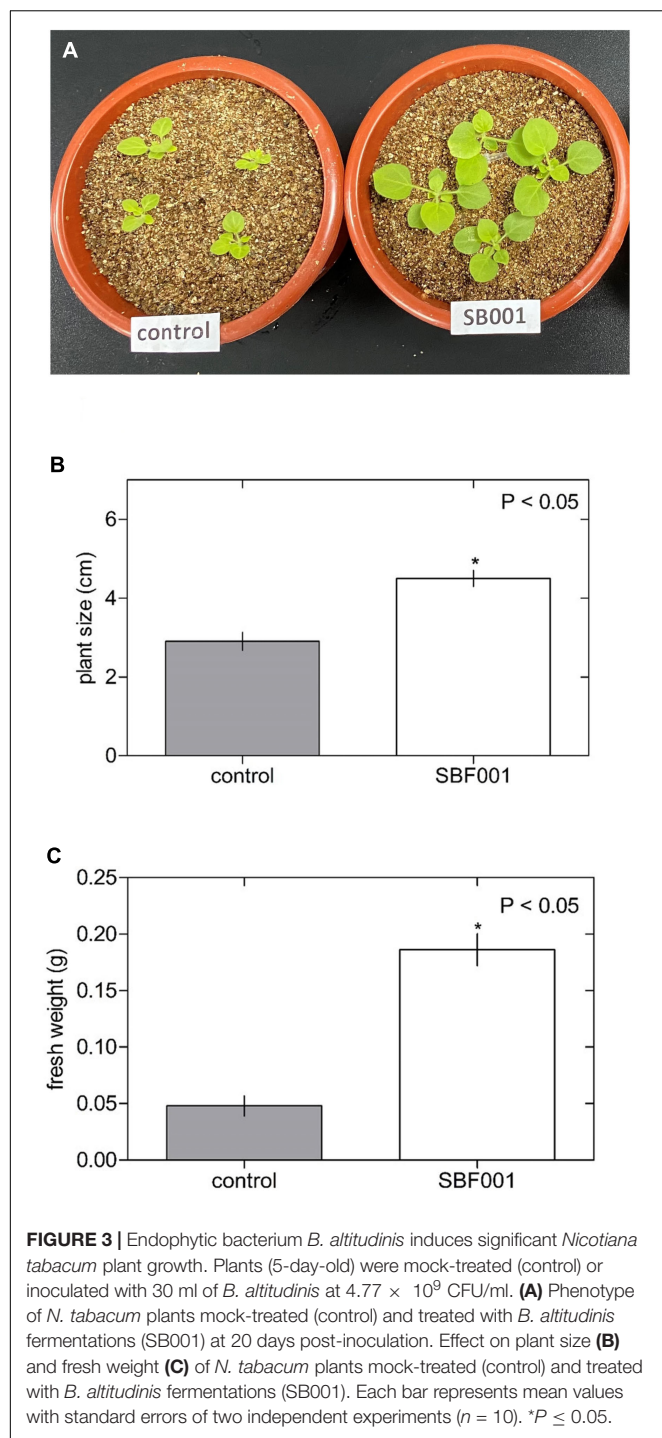 A
control
SB001
B
P < 0.05
6
4
2
0
plant size (cm)
*
control
SBF001
C
P < 0.05
0.25
0.20
0.15
0.10
0.05
0.00
fresh weight (g)
*
control
SBF001
FIGURE 3 | Endophytic bacterium B. altitudinis induces significant Nicotiana
tabacum plant growth. Plants (5-day-old) were mock-treated (control) or
inoculated with 30 ml of B. altitudinis at 4.77 × 10⁹ CFU/ml. (A) Phenotype
of N. tabacum plants mock-treated (control) and treated with B. altitudinis
fermentations (SB001) at 20 days post-inoculation. Effect on plant size (B)
and fresh weight (C) of N. tabacum plants mock-treated (control) and treated
with B. altitudinis fermentations (SB001). Each bar represents mean values
with standard errors of two independent experiments (n = 10). *P ≤ 0.05.